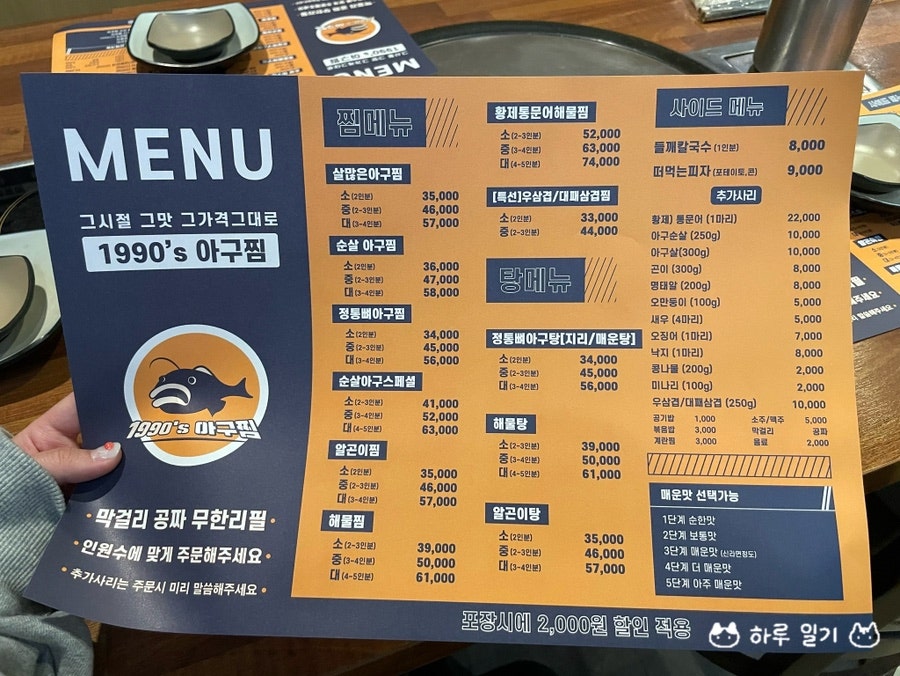 MENU
그시절 그맛 그가격그대로
1990's 아구찜
1990's 아구찜
· 막걸리 공짜 무한리필 ·
· 인원수에 맞게 주문해주세요 ·
· 추가사리는 주문시 미리 말씀해주세요 ·
찜메뉴
살많은아구찜
소(2인분) 35,000
중(2-3인분) 46,000
대(3-4인분) 57,000
순살 아구찜
소(2인분) 36,000
중(2-3인분) 47,000
대(3-4인분) 58,000
정통뼈아구찜
소(2인분) 34,000
중(2-3인분) 45,000
대(3-4인분) 56,000
순살아구스페셜
소(2-3인분) 41,000
중(3-4인분) 52,000
대(4-5인분) 63,000
알곤이찜
소(2인분) 35,000
중(2-3인분) 46,000
대(3-4인분) 57,000
해물찜
소(2-3인분) 39,000
중(3-4인분) 50,000
대(4-5인분) 61,000
황제통문어해물찜
소(2-3인분) 52,000
중(3-4인분) 63,000
대(4-5인분) 74,000
[특선]우삼겹/대패삼겹찜
소(2인분) 33,000
중(2-3인분) 44,000
탕메뉴
정통뼈아구탕[지리/매운탕]
소(2인분) 34,000
중(2-3인분) 45,000
대(3-4인분) 56,000
해물탕
소(2-3인분) 39,000
중(3-4인분) 50,000
대(4-5인분) 61,000
알곤이탕
소(2인분) 35,000
중(2-3인분) 46,000
대(3-4인분) 57,000
사이드 메뉴
들깨칼국수 (1인분) 8,000
떠먹는피자 (포테이토,콘) 9,000
추가사리
황제) 통문어 (1마리) 22,000
아구순살 (250g) 10,000
아구살(300g) 10,000
곤이 (300g) 8,000
명태알 (200g) 8,000
오만둥이 (100g) 5,000
새우 (4마리) 5,000
오징어 (1마리) 7,000
낙지 (1마리) 8,000
콩나물 (200g) 2,000
미나리 (100g) 2,000
우삼겹/대패삼겹 (250g) 10,000
공기밥 1,000 소주/맥주 5,000
볶음밥 3,000 막걸리 공짜
계란찜 3,000 음료 2,000
매운맛 선택가능
1단계 순한맛
2단계 보통맛
3단계 매운맛 (신라면정도)
4단계 더 매운맛
5단계 아주 매운맛
포장시에 2,000원 할인 적용
하루 일기
MENU